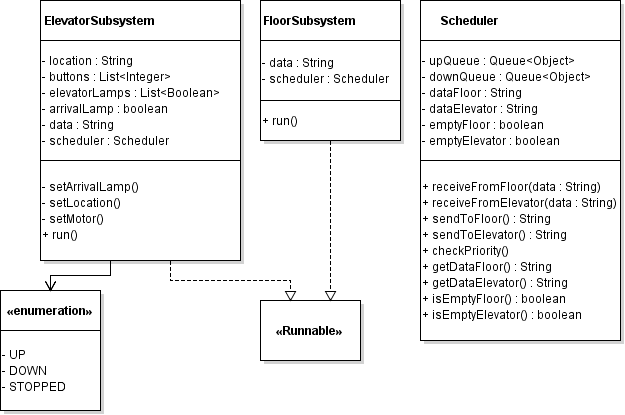 ElevatorSubsystem
- location : String
- buttons : List<Integer>
- elevatorLamps : List<Boolean>
- arrivalLamp : boolean
- data : String
- scheduler : Scheduler
- setArrivalLamp()
- setLocation()
- setMotor()
+ run()
FloorSubsystem
- data : String
- scheduler : Scheduler
+ run()
Scheduler
- upQueue : Queue<Object>
- downQueue : Queue<Object>
- dataFloor : String
- dataElevator : String
- emptyFloor : boolean
- emptyElevator : boolean
+ receiveFromFloor(data : String)
+ receiveFromElevator(data : String)
+ sendToFloor() : String
+ sendToElevator() : String
+ checkPriority()
+ getDataFloor() : String
+ getDataElevator() : String
+ isEmptyFloor() : boolean
+ isEmptyElevator() : boolean
«enumeration»
- UP
- DOWN
- STOPPED
«Runnable»